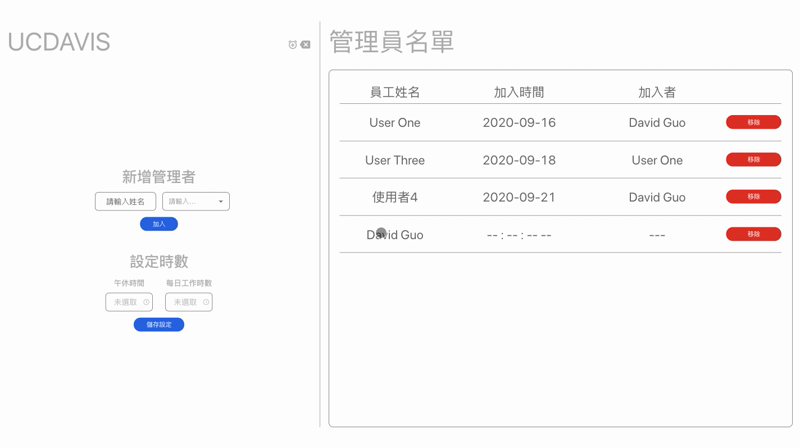 UCDAVIS
新增管理者
請輸入姓名 請輸入...
加入
設定時數
午休時間 每日工作時數
未選取 未選取
儲存設定
管理員名單
員工姓名 加入時間 加入者
User One 2020-09-16 David Guo 移除
User Three 2020-09-18 User One 移除
使用者4 2020-09-21 David Guo 移除
David Guo -- : -- : -- -- --- 移除